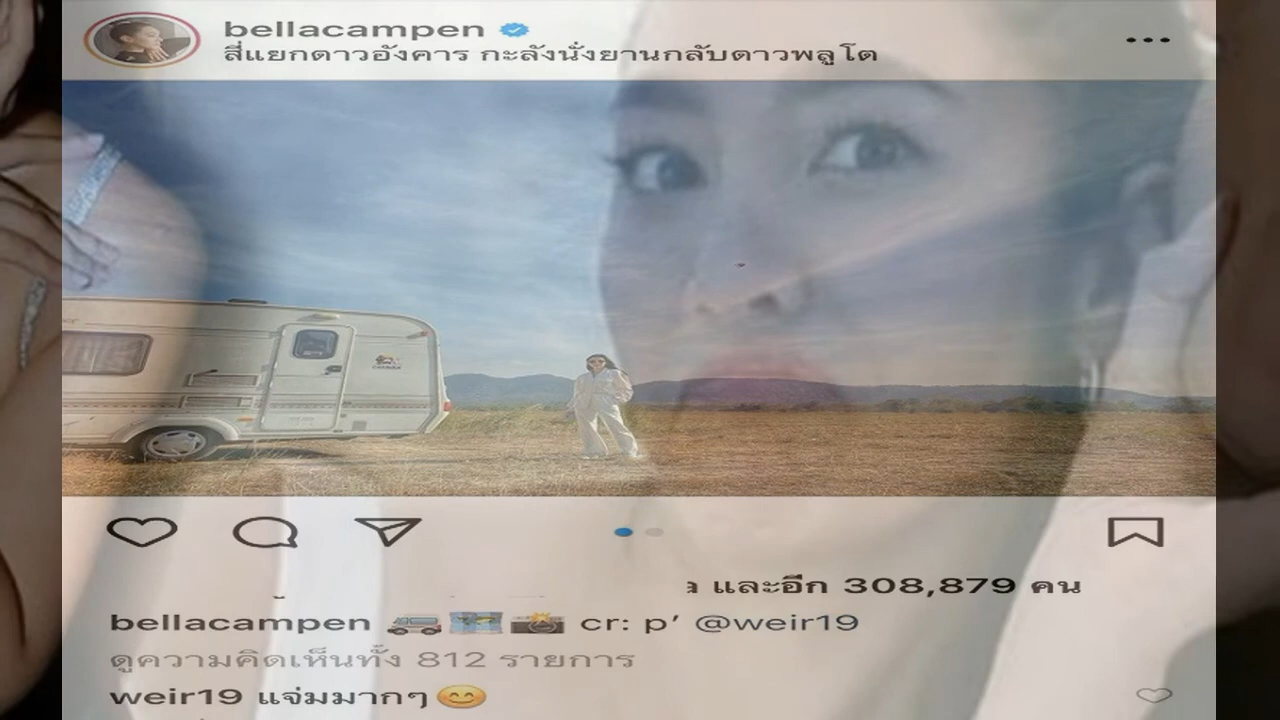 bellacampen
สี่แยกดาวอังคาร กะลังนั่งยานกลับดาวพลูโต
และอีก 308,879 คน
bellacampen cr: p’ @weir19
ดูความคิดเห็นทั้ง 812 รายการ
weir19 แจ่มมากๆ